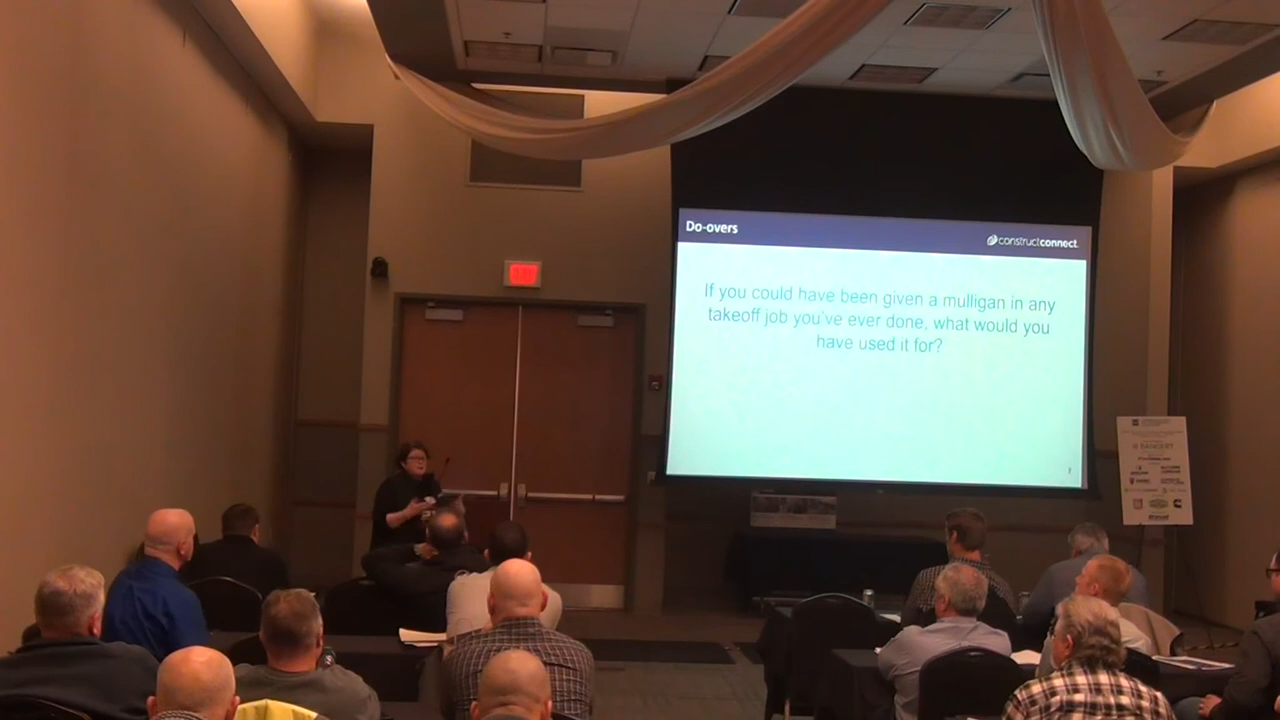 Do-overs
constructconnect.
If you could have been given a mulligan in any
takeoff job you've ever done, what would you
have used it for?